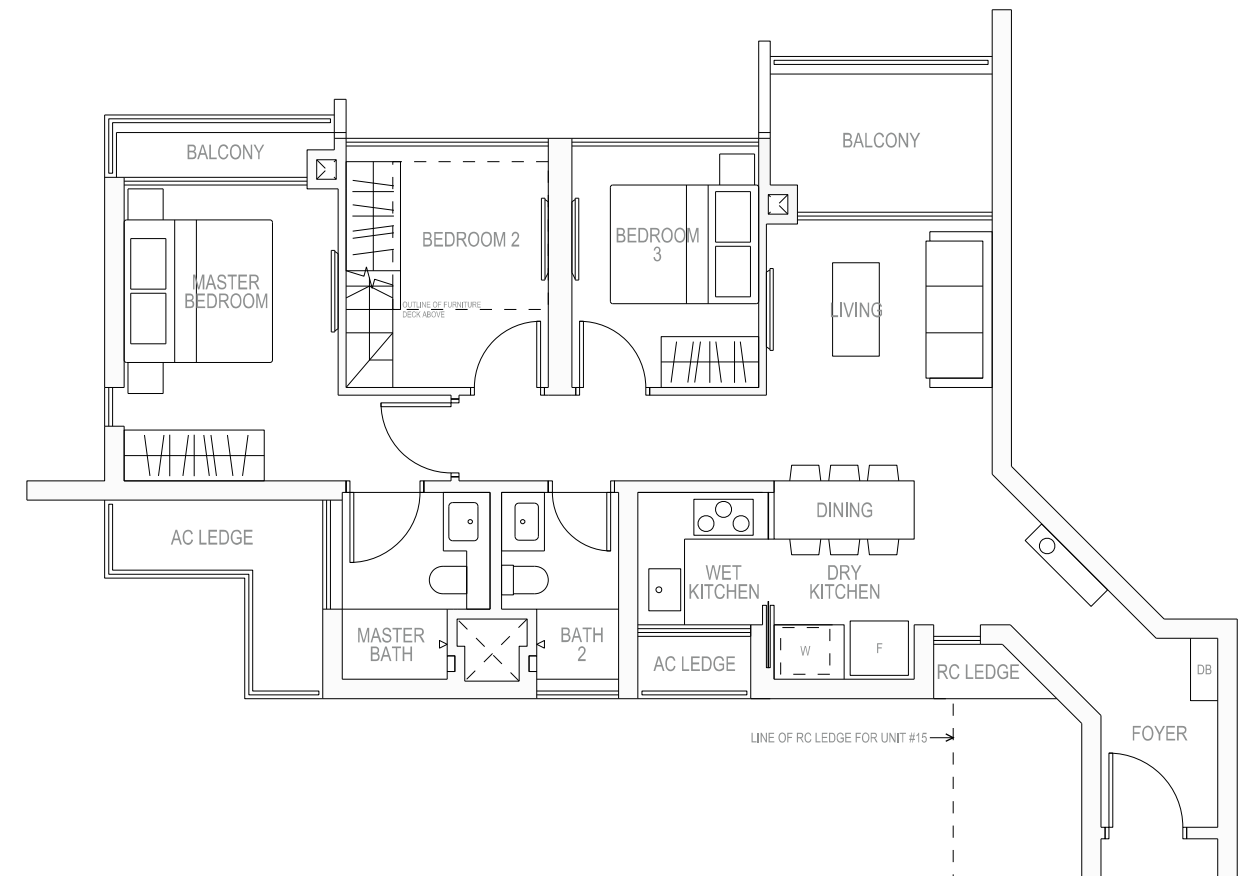 BALCONY
BALCONY
BEDROOM 2
BEDROOM
3
MASTER
BEDROOM
OUTLINE OF FURNITURE
DECK ABOVE
LIVING
DINING
AC LEDGE
WET
KITCHEN
DRY
KITCHEN
MASTER
BATH
BATH
2
AC LEDGE
W
F
RC LEDGE
DB
LINE OF RC LEDGE FOR UNIT #15
FOYER